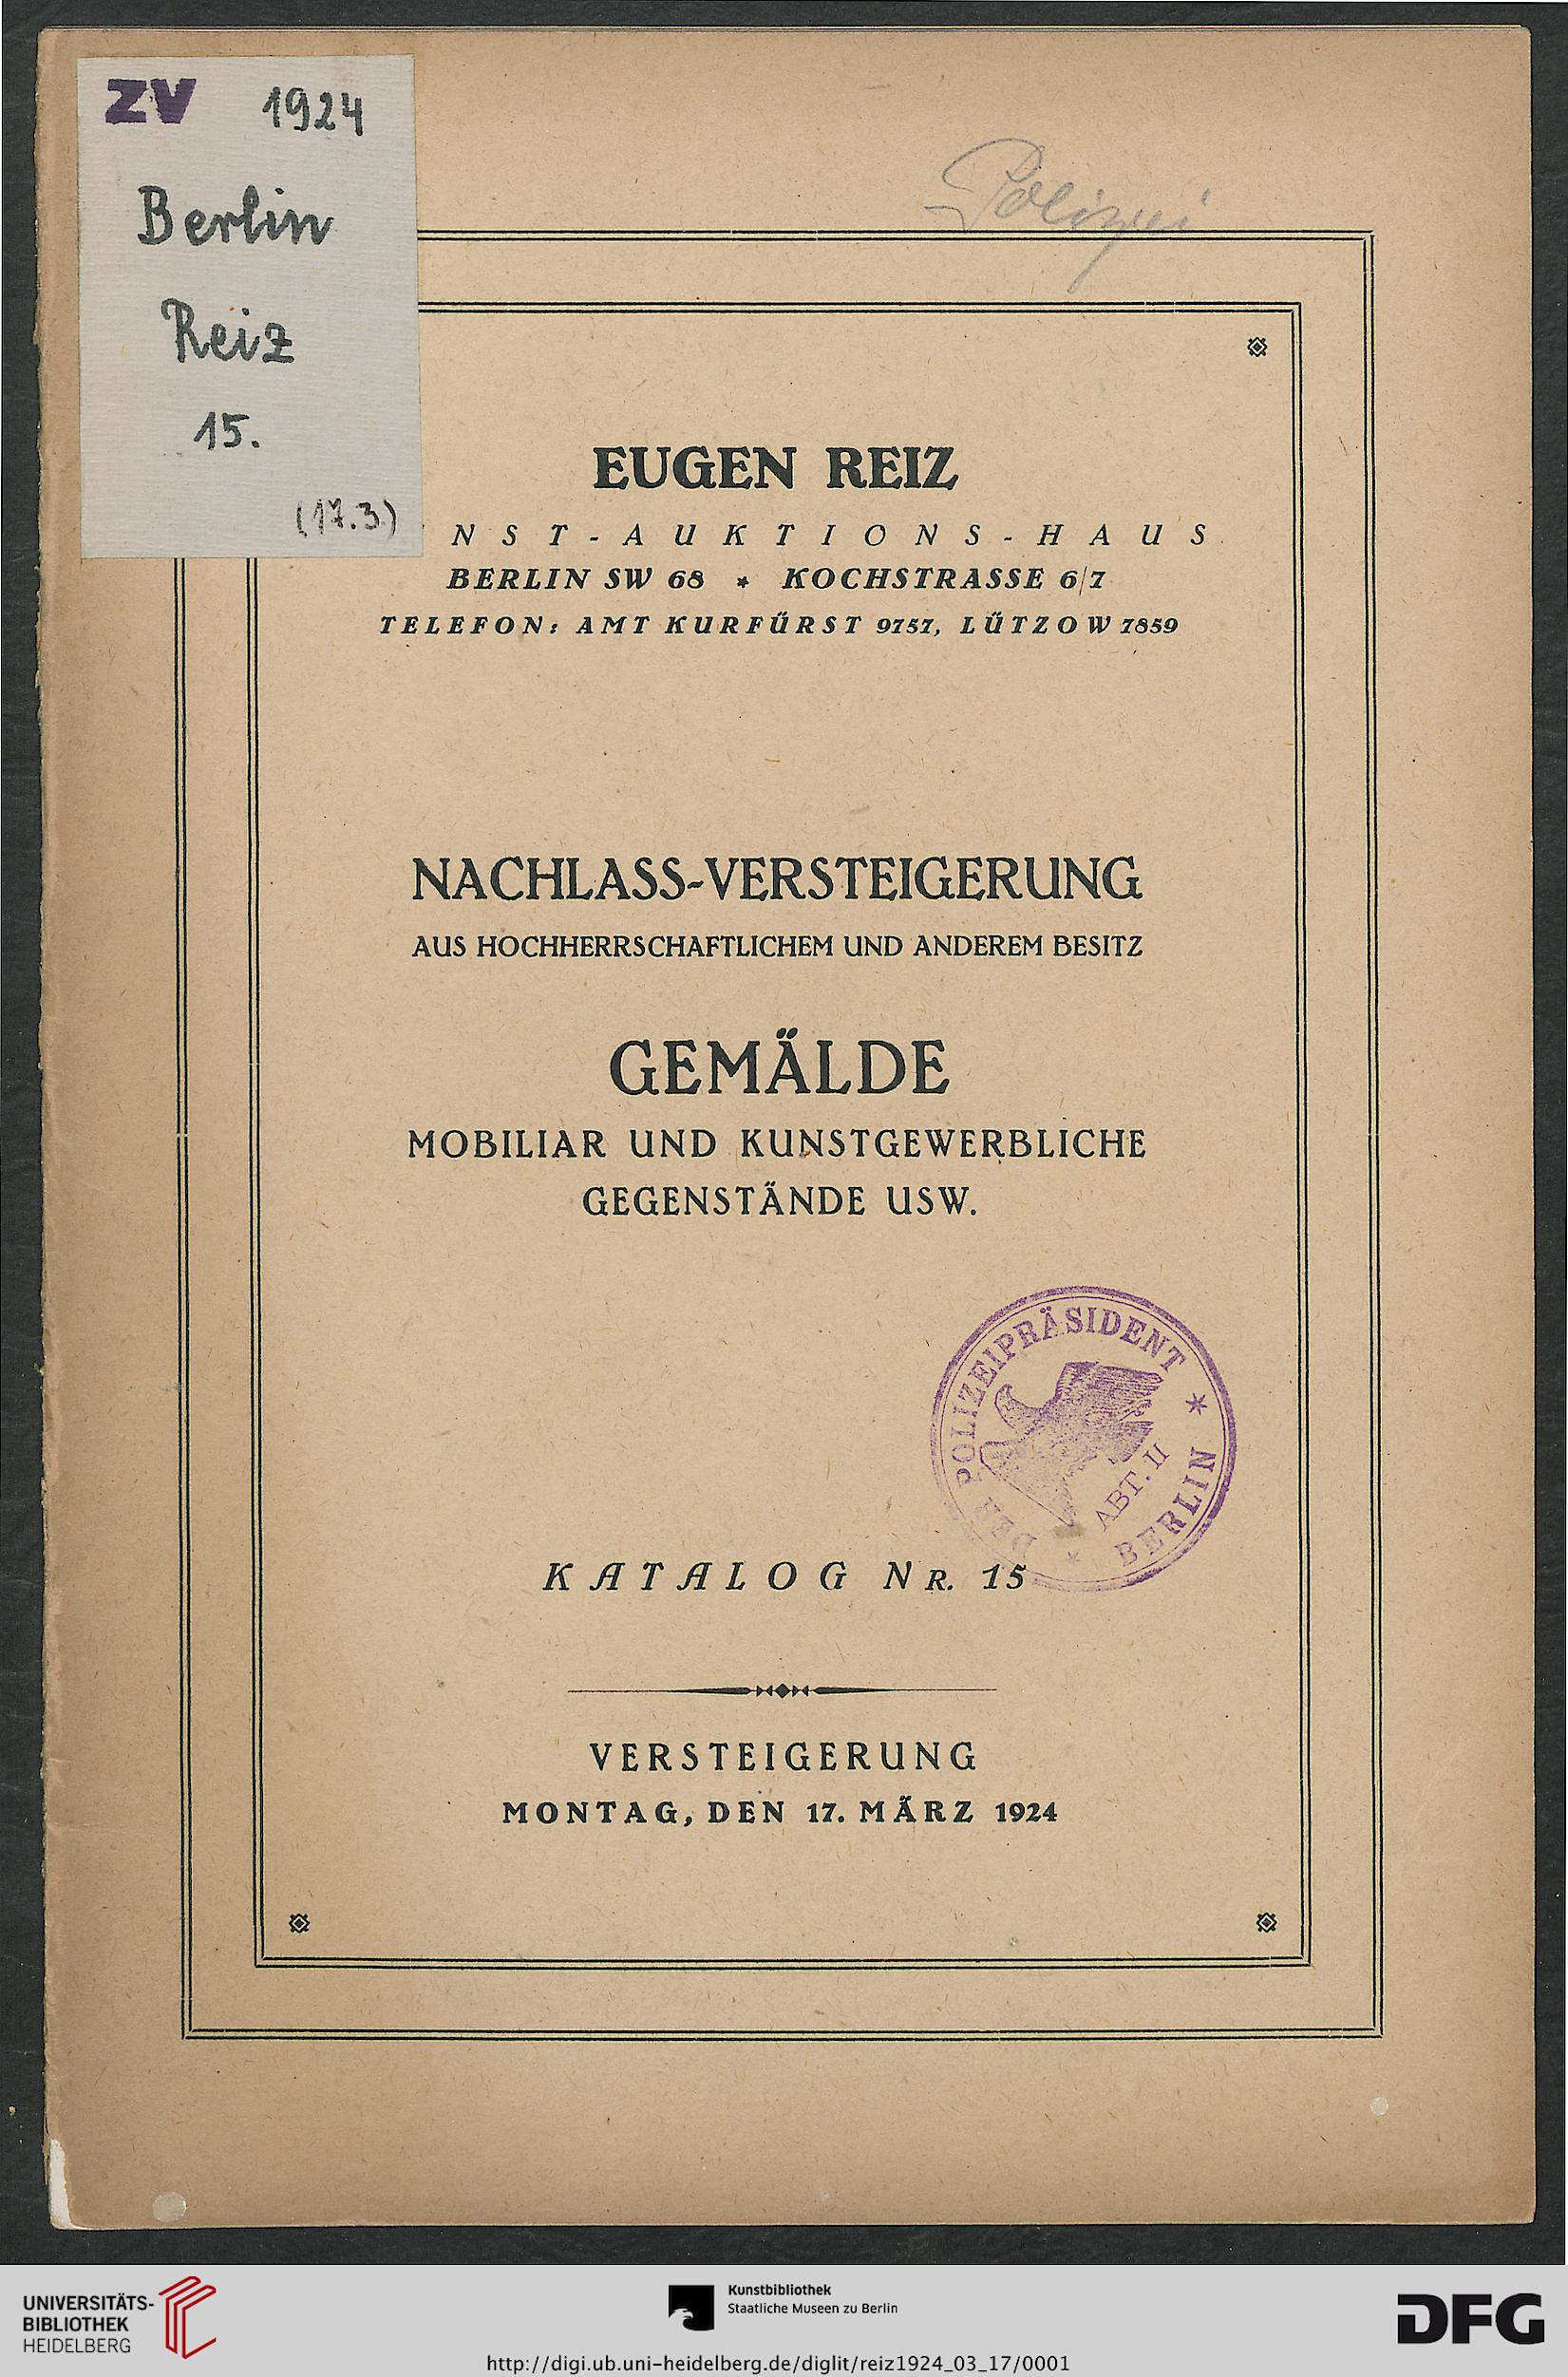 ZV 1924
Berlin
Reiz
15.
(17.3)
Polizei
EUGEN REIZ
NST-AUKTIONS-HAUS
BERLIN SW 68 * KOCHSTRASSE 6/7
TELEFON: AMT KURFÜRST 9757, LÜTZOW 7859
NACHLASS-VERSTEIGERUNG
AUS HOCHHERRSCHAFTLICHEM UND ANDEREM BESITZ
GEMÄLDE
MOBILIAR UND KUNSTGEWERBLICHE
GEGENSTÄNDE USW.
DER POLIZEIPRÄSIDENT * BERLIN *
ABT. II
KATALOG NR. 15
VERSTEIGERUNG
MONTAG, DEN 17. MÄRZ 1924
UNIVERSITÄTS-
BIBLIOTHEK
HEIDELBERG
Kunstbibliothek
Staatliche Museen zu Berlin
DFG
http://digi.ub.uni-heidelberg.de/diglit/reiz1924_03_17/0001